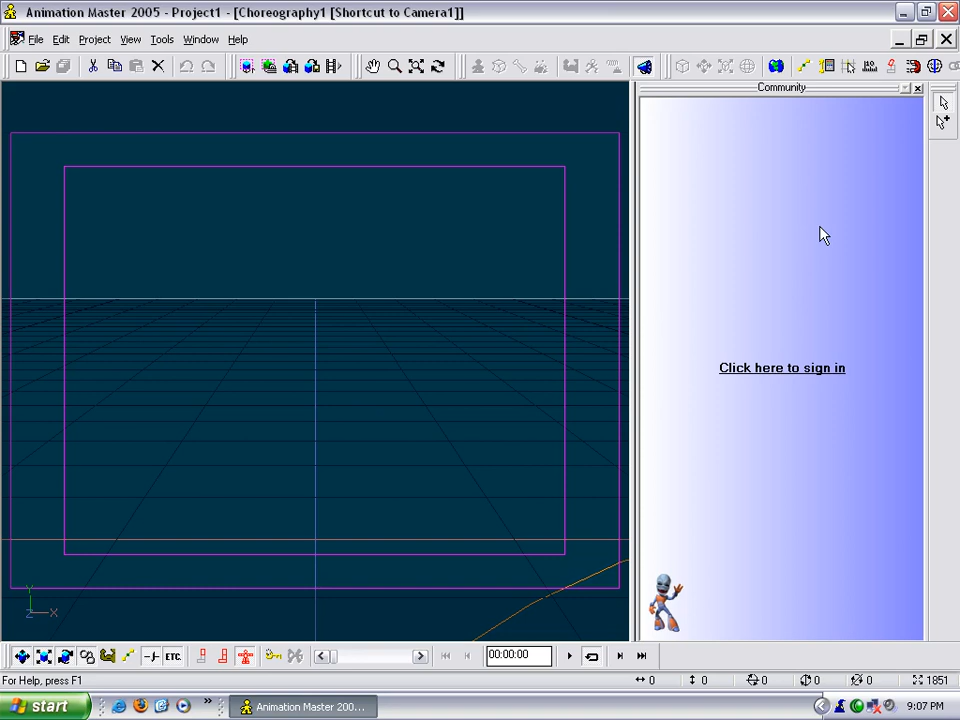 Animation Master 2005 - Project1 - [Choreography1 [Shortcut to Camera1]]
File Edit Project View Tools Window Help
Community
Click here to sign in
Y
Z X
ETC.
00:00:00
For Help, press F1
0 0 0 0 0 1851
start
Animation Master 200...
9:07 PM